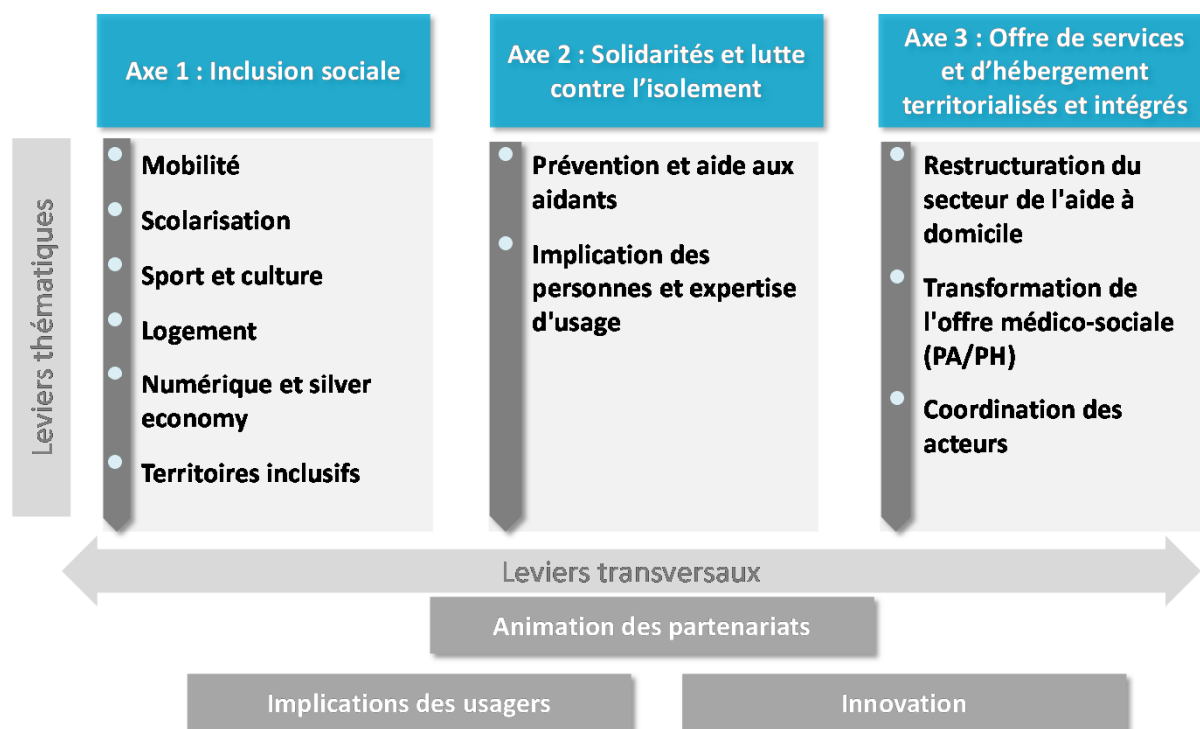 Axe 1 : Inclusion sociale
Axe 2 : Solidarités et lutte
contre l'isolement
Axe 3 : Offre de services
et d'hébergement
territorialisés et intégrés
Leviers thématiques
Mobilité
Scolarisation
Sport et culture
Logement
Numérique et silver
economy
Territoires inclusifs
Prévention et aide aux
aidants
Implication des
personnes et expertise
d'usage
Restructuration du
secteur de l'aide à
domicile
Transformation de
l'offre médico-sociale
(PA/PH)
Coordination des
acteurs
Leviers transversaux
Animation des partenariats
Implications des usagers
Innovation